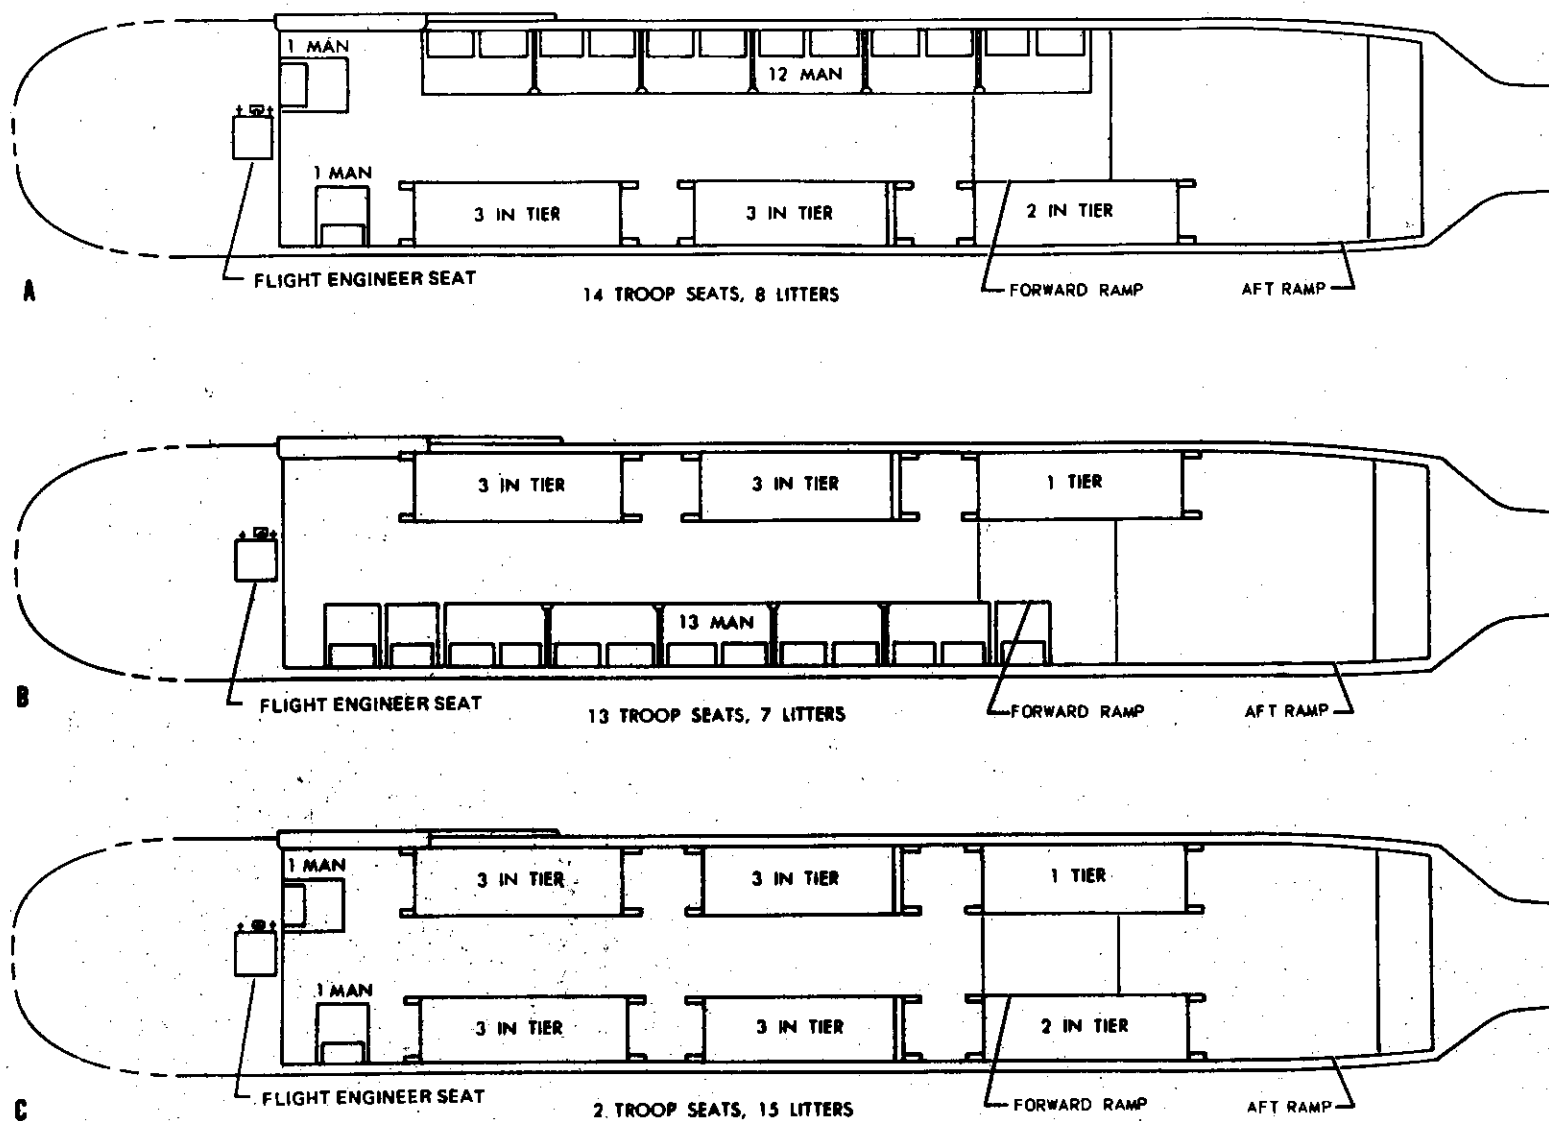 1 MAN
12 MAN
1 MAN
3 IN TIER
3 IN TIER
2 IN TIER
FLIGHT ENGINEER SEAT
14 TROOP SEATS, 8 LITTERS
FORWARD RAMP
AFT RAMP
A
3 IN TIER
3 IN TIER
1 TIER
13 MAN
FLIGHT ENGINEER SEAT
13 TROOP SEATS, 7 LITTERS
FORWARD RAMP
AFT RAMP
B
1 MAN
3 IN TIER
3 IN TIER
1 TIER
1 MAN
3 IN TIER
3 IN TIER
2 IN TIER
FLIGHT ENGINEER SEAT
2 TROOP SEATS, 15 LITTERS
FORWARD RAMP
AFT RAMP
C